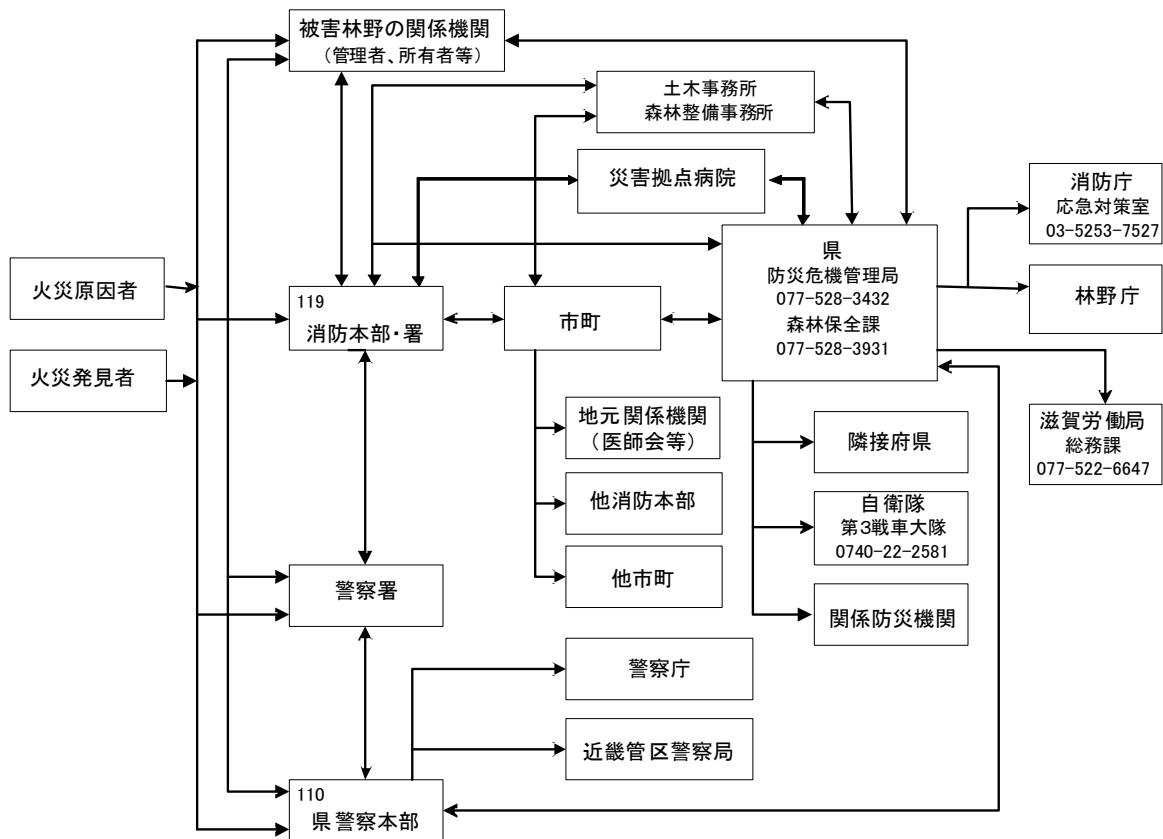 被害林野の関係機関
（管理者、所有者等）
土木事務所
森林整備事務所
災害拠点病院
消防庁
応急対策室
03-5253-7527
県
防災危機管理局
077-528-3432
森林保全課
077-528-3931
林野庁
火災原因者
119
消防本部・署
市町
火災発見者
地元関係機関
（医師会等）
隣接府県
滋賀労働局
総務課
077-522-6647
他消防本部
自衛隊
第3戦車大隊
0740-22-2581
他市町
警察署
関係防災機関
警察庁
近畿管区警察局
110
県警察本部